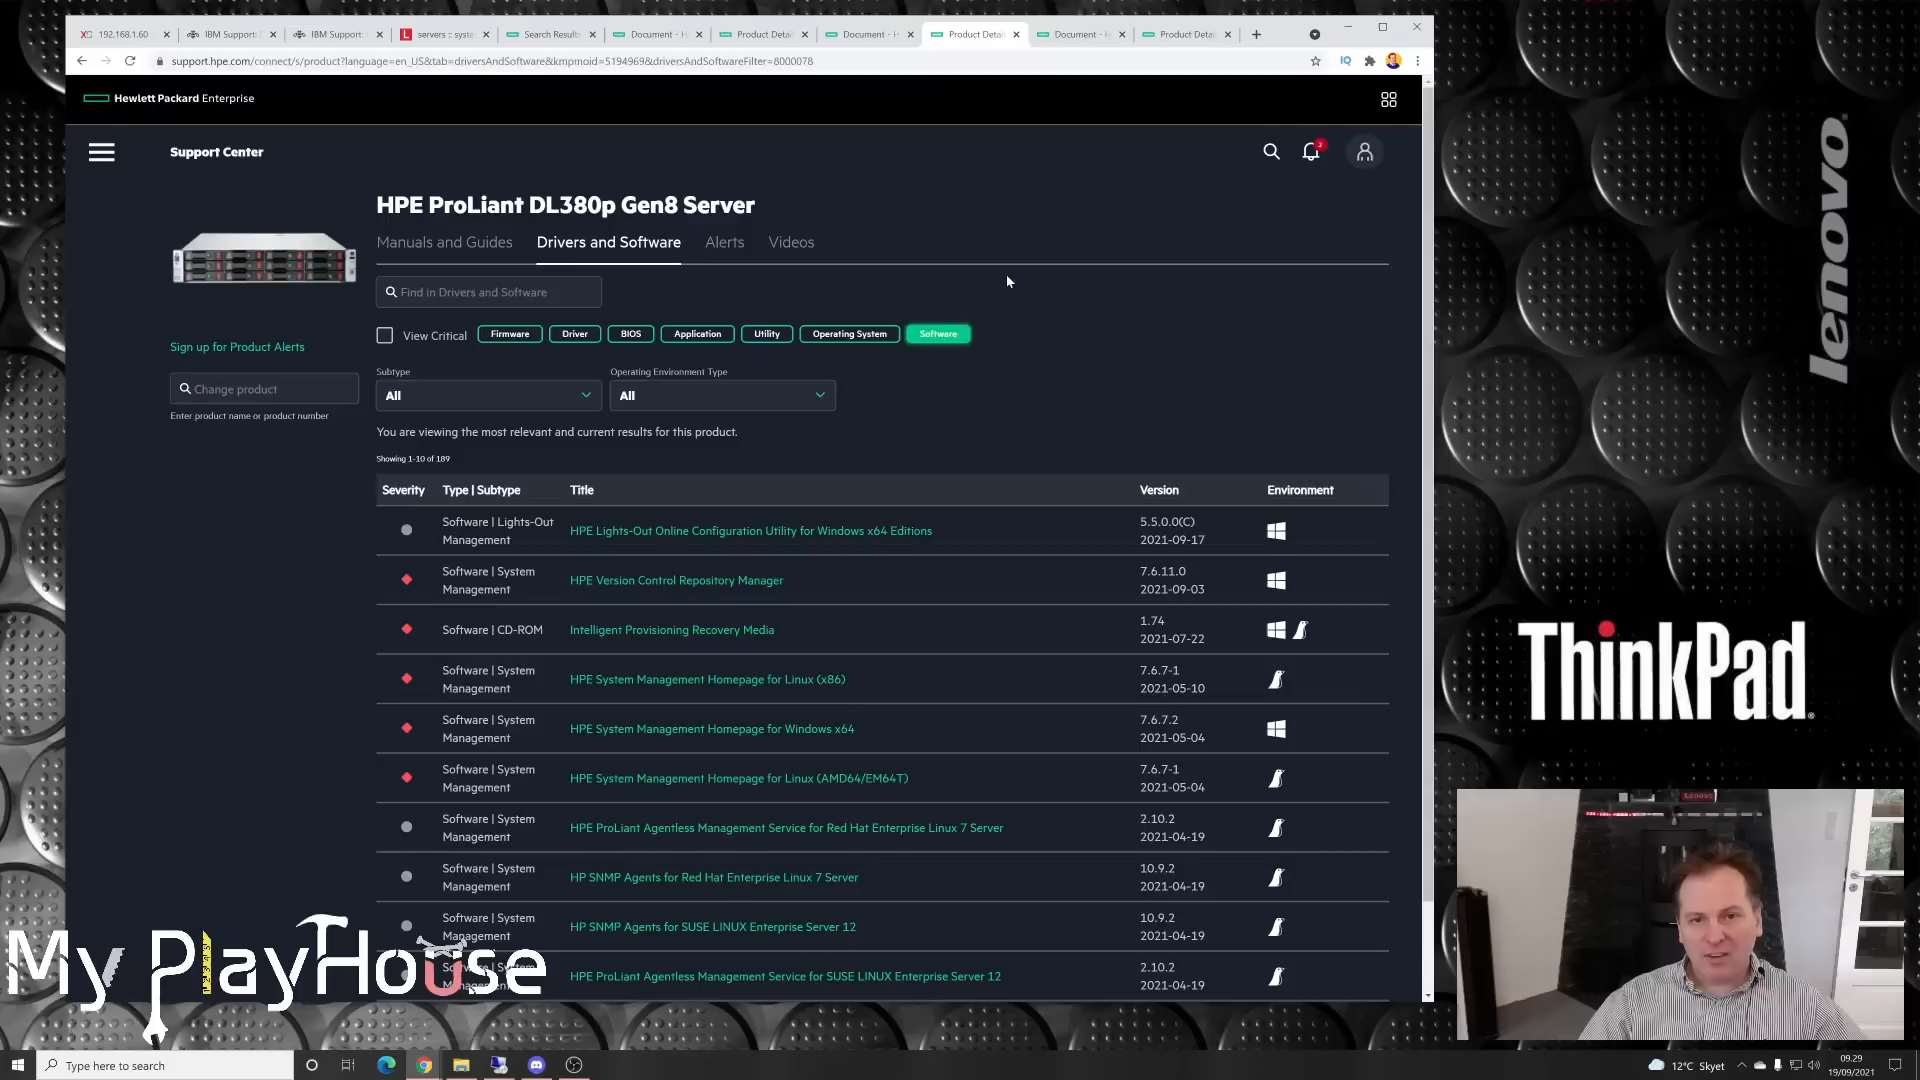 192.168.1.60
IBM Support:
IBM Support:
servers :: syst
Search Results
Document - H
Product Detai
Document - H
Product Detai
Document - H
Product Detai
support.hpe.com/connect/s/product?language=en_US&tab=driversAndSoftware&kmpmoid=5194969&driversAndSoftwareFilter=8000078
IQ
Hewlett Packard Enterprise
Support Center
2
HPE ProLiant DL380p Gen8 Server
Manuals and Guides
Drivers and Software
Alerts
Videos
Find in Drivers and Software
View Critical
Firmware
Driver
BIOS
Application
Utility
Operating System
Software
Sign up for Product Alerts
Change product
Enter product name or product number
Subtype
All
Operating Environment Type
All
You are viewing the most relevant and current results for this product.
Showing 1-10 of 189
Severity Type | Subtype Title Version Environment
Software | Lights-Out
Management
HPE Lights-Out Online Configuration Utility for Windows x64 Editions
5.5.0.0(C)
2021-09-17
Software | System
Management
HPE Version Control Repository Manager
7.6.11.0
2021-09-03
Software | CD-ROM
Intelligent Provisioning Recovery Media
1.74
2021-07-22
Software | System
Management
HPE System Management Homepage for Linux (x86)
7.6.7-1
2021-05-10
Software | System
Management
HPE System Management Homepage for Windows x64
7.6.7.2
2021-05-04
Software | System
Management
HPE System Management Homepage for Linux (AMD64/EM64T)
7.6.7-1
2021-05-04
Software | System
Management
HPE ProLiant Agentless Management Service for Red Hat Enterprise Linux 7 Server
2.10.2
2021-04-19
Software | System
Management
HP SNMP Agents for Red Hat Enterprise Linux 7 Server
10.9.2
2021-04-19
Software | System
Management
HP SNMP Agents for SUSE LINUX Enterprise Server 12
10.9.2
2021-04-19
HPE ProLiant Agentless Management Service for SUSE LINUX Enterprise Server 12
2.10.2
2021-04-19
My PlayHouse
lenovo
ThinkPad
Lenovo
Type here to search
12°C Skyet
09.29
19/09/2021